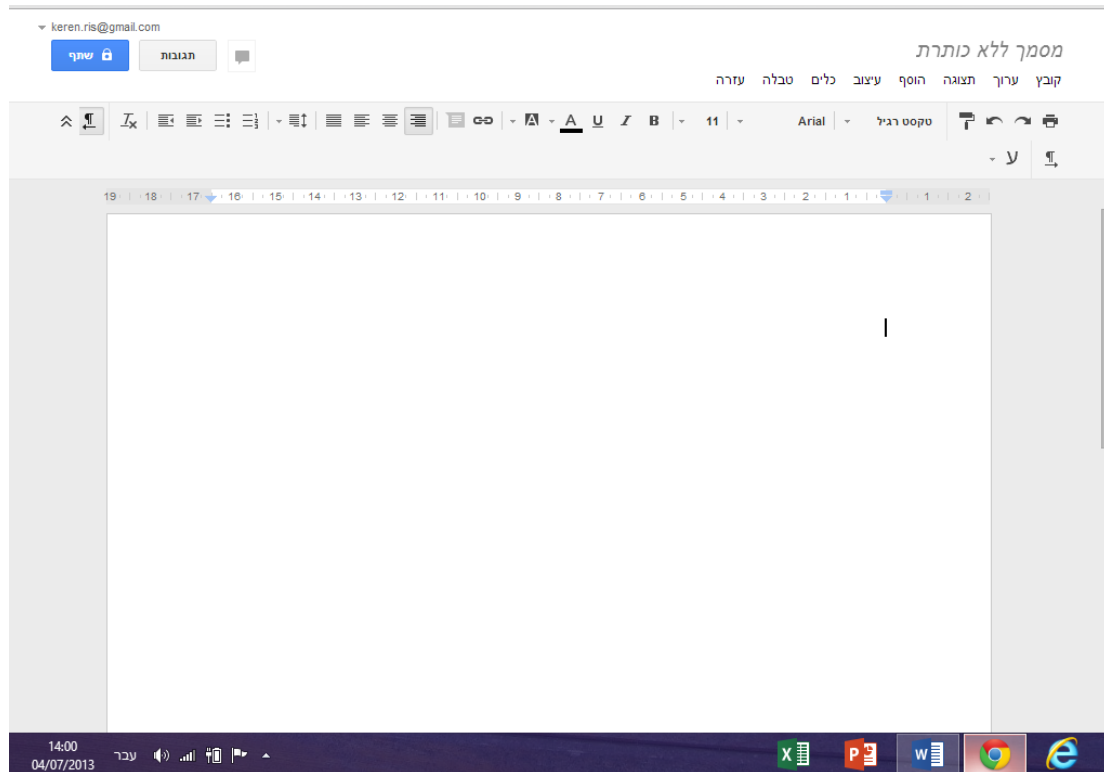 keren.ris@gmail.com
מסמך ללא כותרת
תגובות
שתף
קובץ ערוך תצוגה הוסף עיצוב כלים טבלה עזרה
טקסט רגיל Arial 11 B I U A A
ע
19 18 17 16 15 14 13 12 11 10 9 8 7 6 5 4 3 2 1 1 2
14:00
עבר
04/07/2013